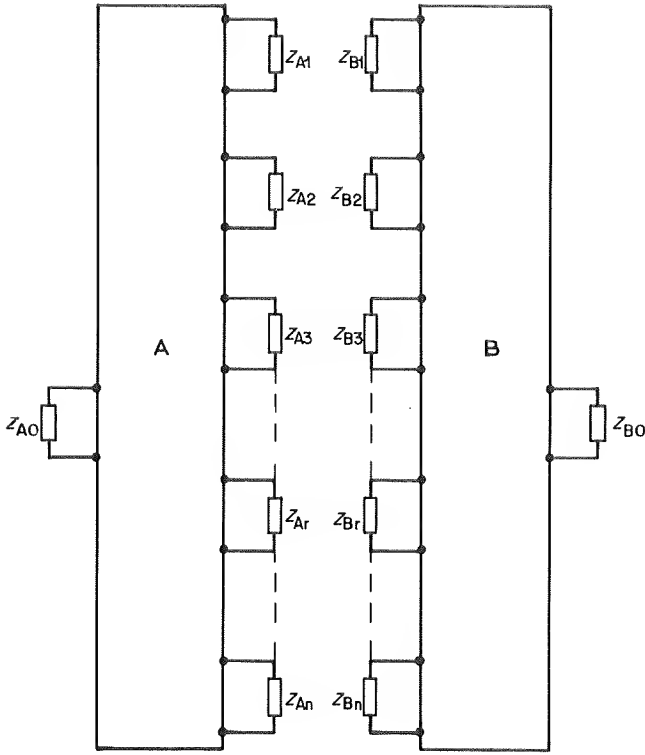 Z_A1 Z_B1
Z_A2 Z_B2
Z_A3 Z_B3
A B
Z_A0 Z_B0
Z_Ar Z_Br
Z_An Z_Bn